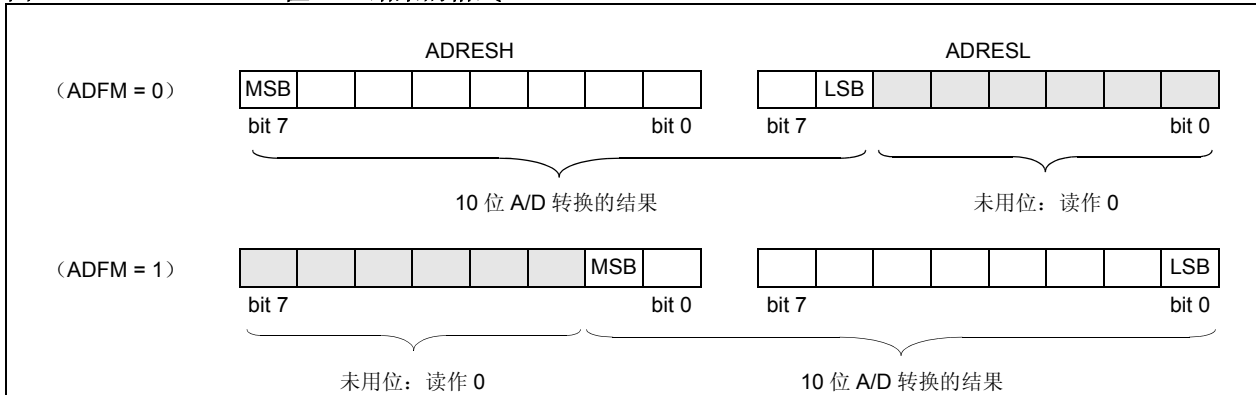 ADRESH ADRESL
（ADFM = 0） MSB LSB
bit 7 bit 0 bit 7 bit 0
10 位 A/D 转换的结果 未用位：读作 0
（ADFM = 1） MSB LSB
bit 7 bit 0 bit 7 bit 0
未用位：读作 0 10 位 A/D 转换的结果